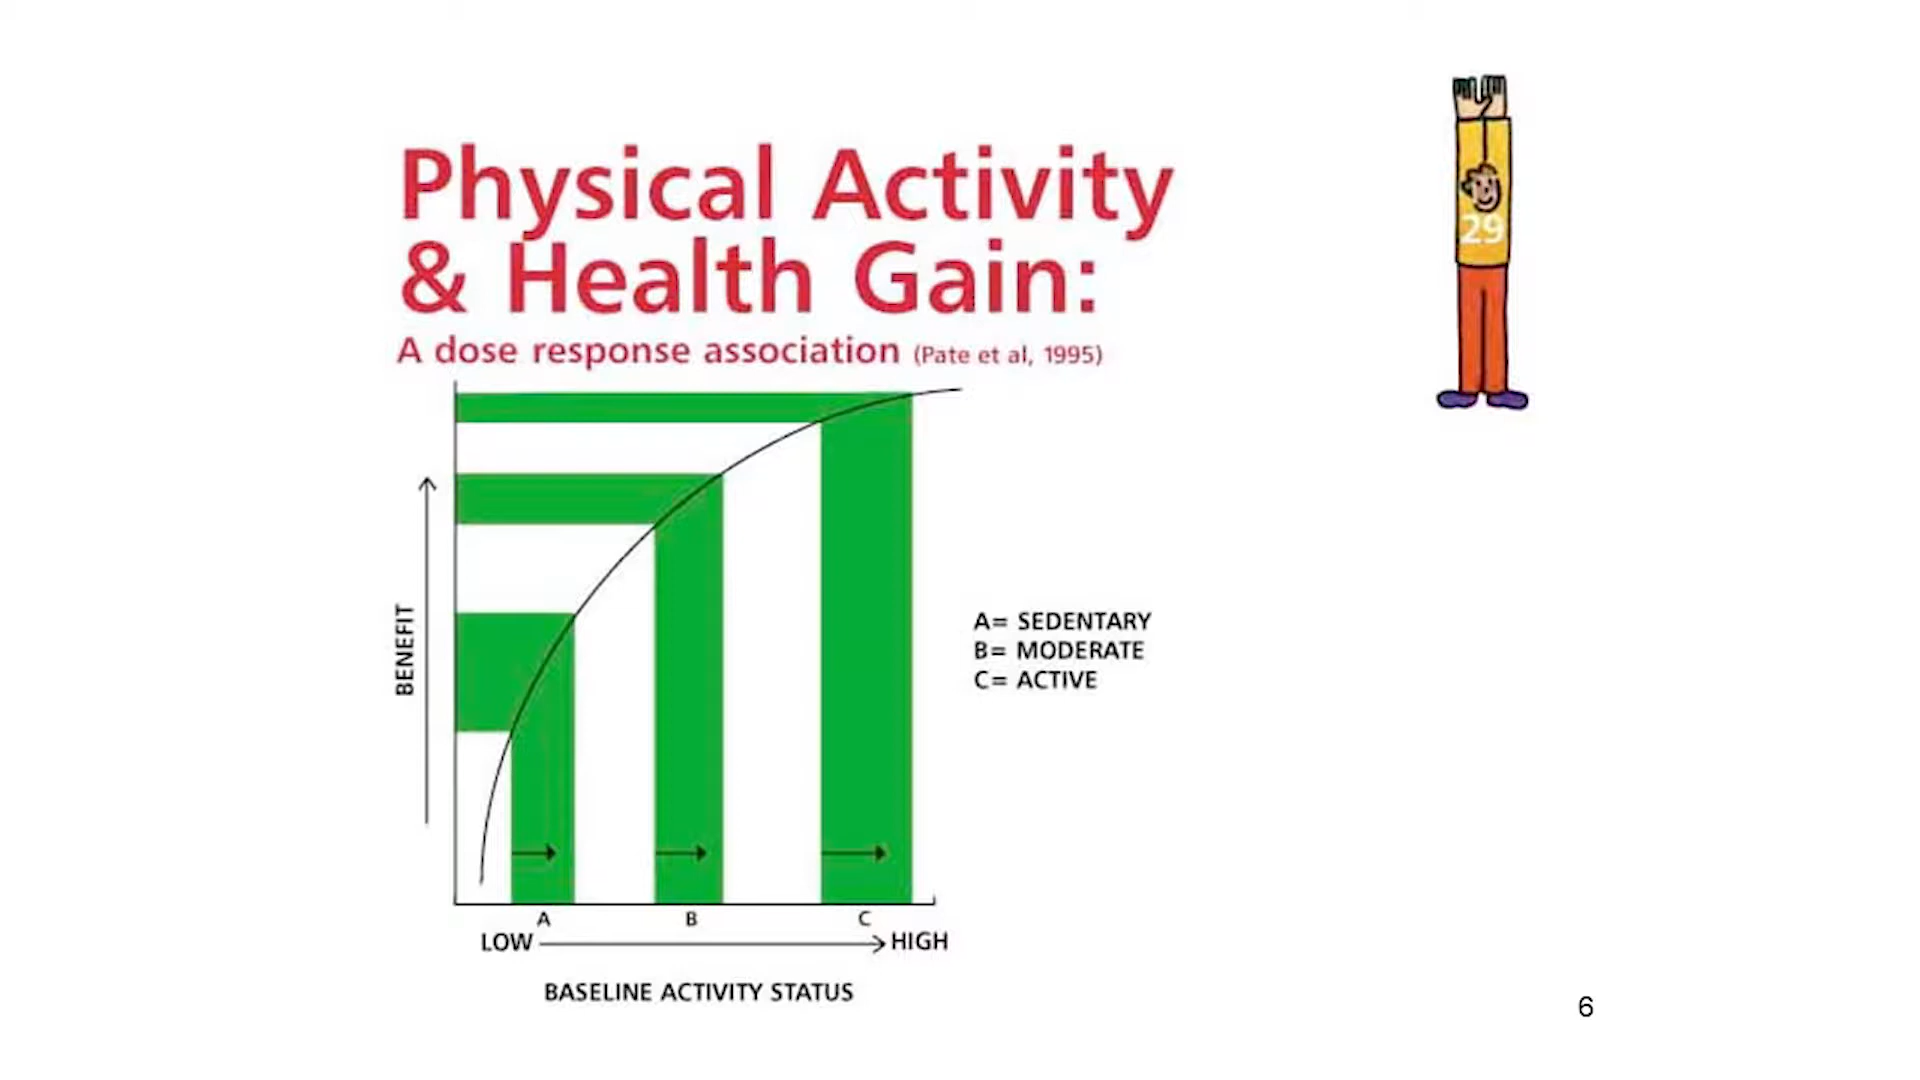 Physical Activity
& Health Gain:
A dose response association (Pate et al, 1995)
29
BENEFIT
A= SEDENTARY
B= MODERATE
C= ACTIVE
A B C
LOW HIGH
BASELINE ACTIVITY STATUS
6